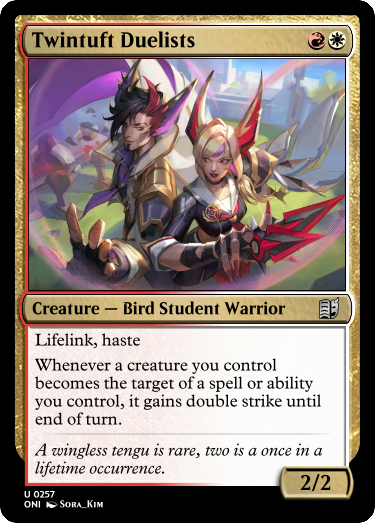 Twintuft Duelists
Creature — Bird Student Warrior
Lifelink, haste
Whenever a creature you control
becomes the target of a spell or ability
you control, it gains double strike until
end of turn.
A wingless tengu is rare, two is a once in a
lifetime occurrence.
2/2
U 0257
ONI Sora_Kim